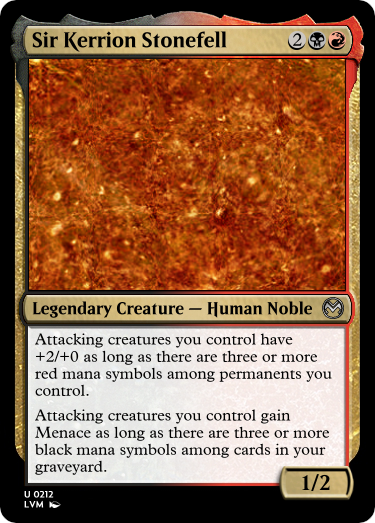 Sir Kerrion Stonefell 2
Legendary Creature — Human Noble
Attacking creatures you control have
+2/+0 as long as there are three or more
red mana symbols among permanents you
control.
Attacking creatures you control gain
Menace as long as there are three or more
black mana symbols among cards in your
graveyard.
1/2
U 0212
LVM